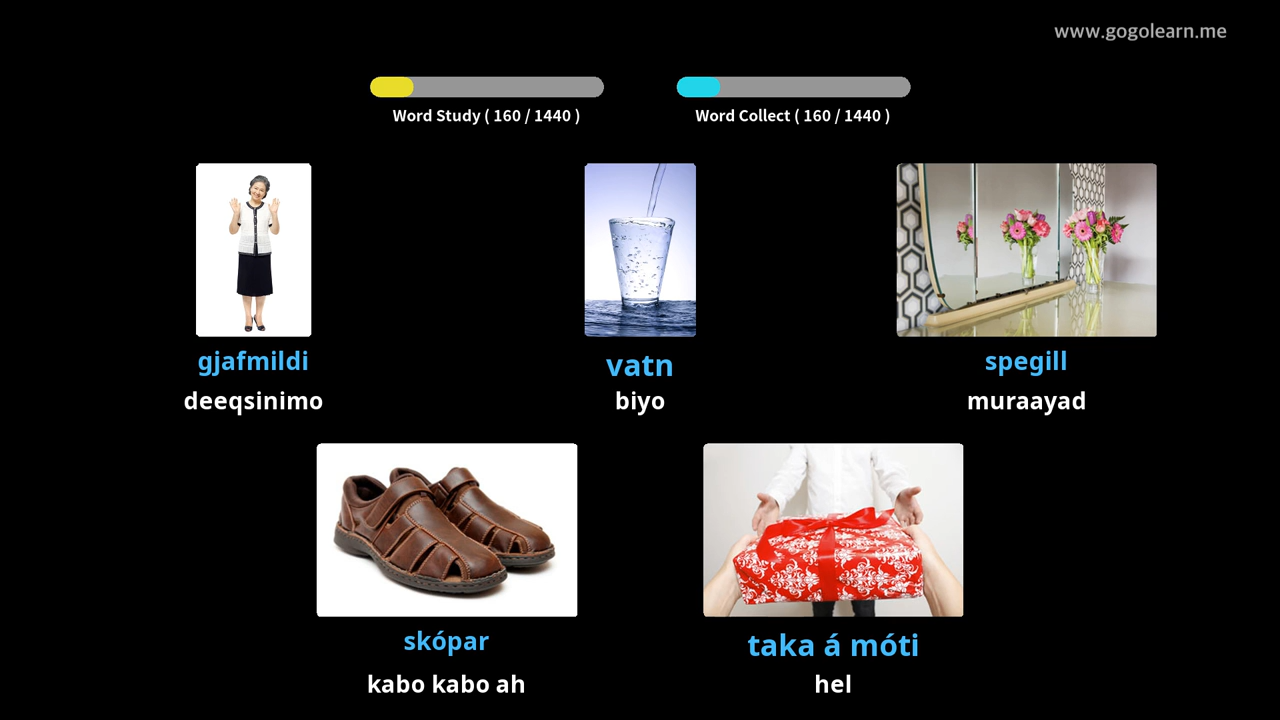 www.gogolearn.me
Word Study ( 160 / 1440 )
Word Collect ( 160 / 1440 )
gjafmildi
deeqsinimo
vatn
biyo
spegill
muraayad
skópar
kabo kabo ah
taka á móti
hel